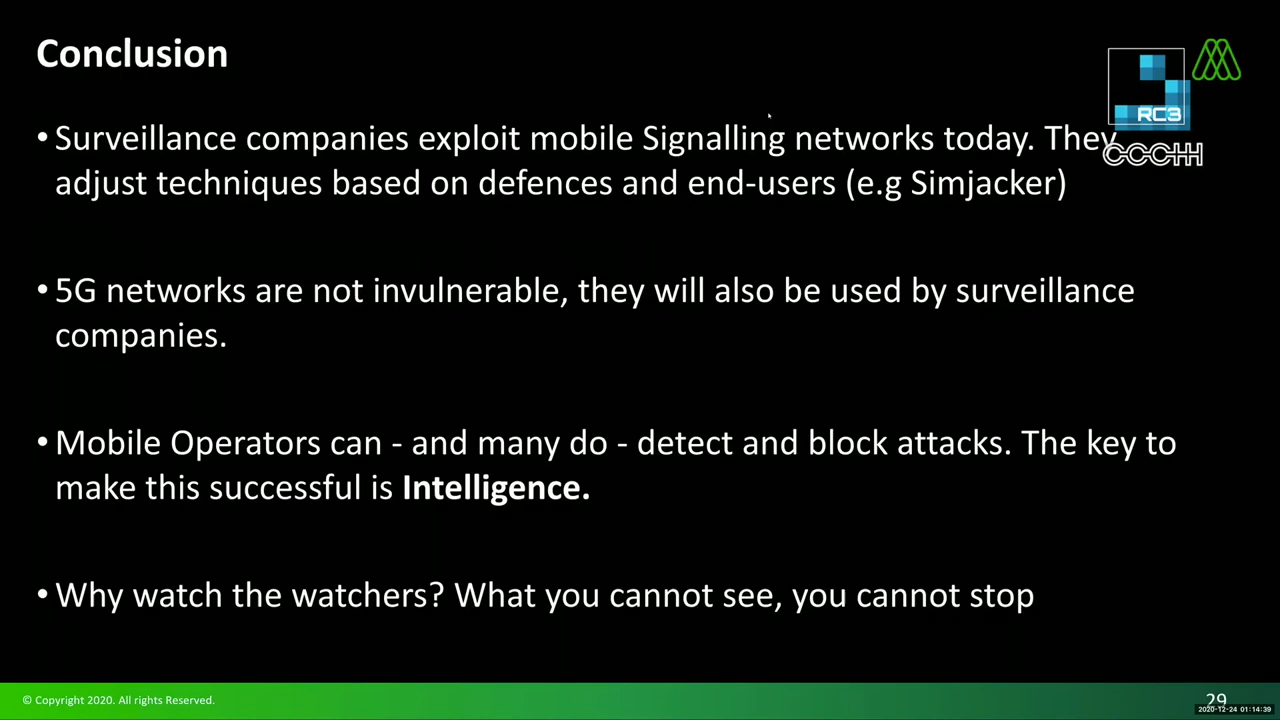 Conclusion
RC3
CCCHH
•Surveillance companies exploit mobile Signalling networks today. They
adjust techniques based on defences and end-users (e.g Simjacker)
•5G networks are not invulnerable, they will also be used by surveillance
companies.
•Mobile Operators can - and many do - detect and block attacks. The key to
make this successful is Intelligence.
•Why watch the watchers? What you cannot see, you cannot stop
© Copyright 2020. All rights Reserved.
29
2020-12-24 01:14:39